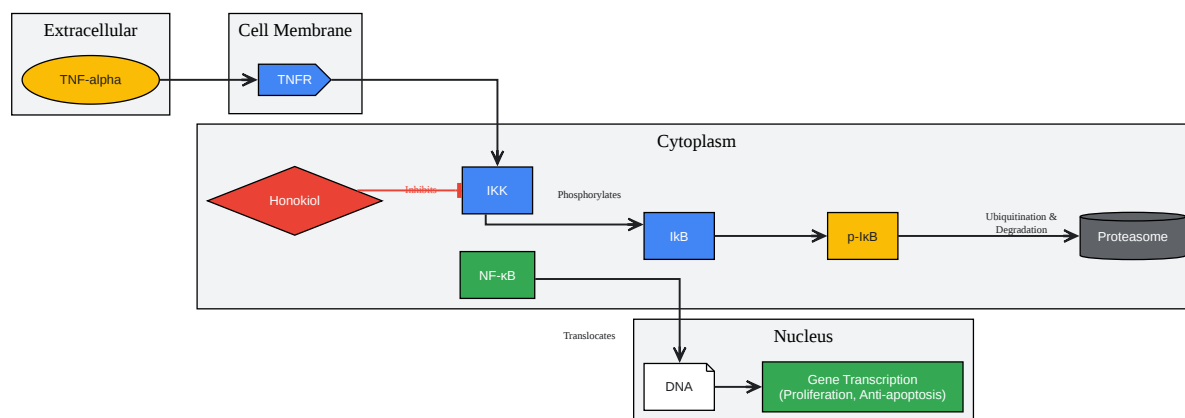 Extracellular
Cell Membrane
TNF-alpha
TNFR
Cytoplasm
Honokiol
Inhibits
IKK
Phosphorylates
IkB
p-IκB
Ubiquitination &
Degradation
Proteasome
NF-κB
Translocates
Nucleus
DNA
Gene Transcription
(Proliferation, Anti-apoptosis)